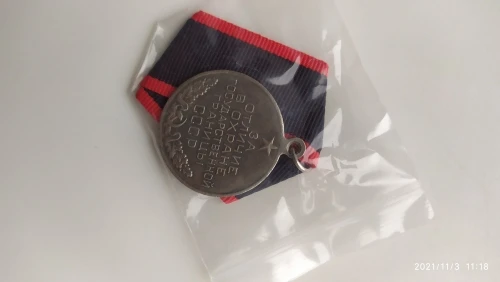 ЗА
ОТЛИЧИЕ
В ОХРАНЕ
ГОСУДАРСТВЕННОЙ
ГРАНИЦЫ
СССР
2021/11/3 11:18